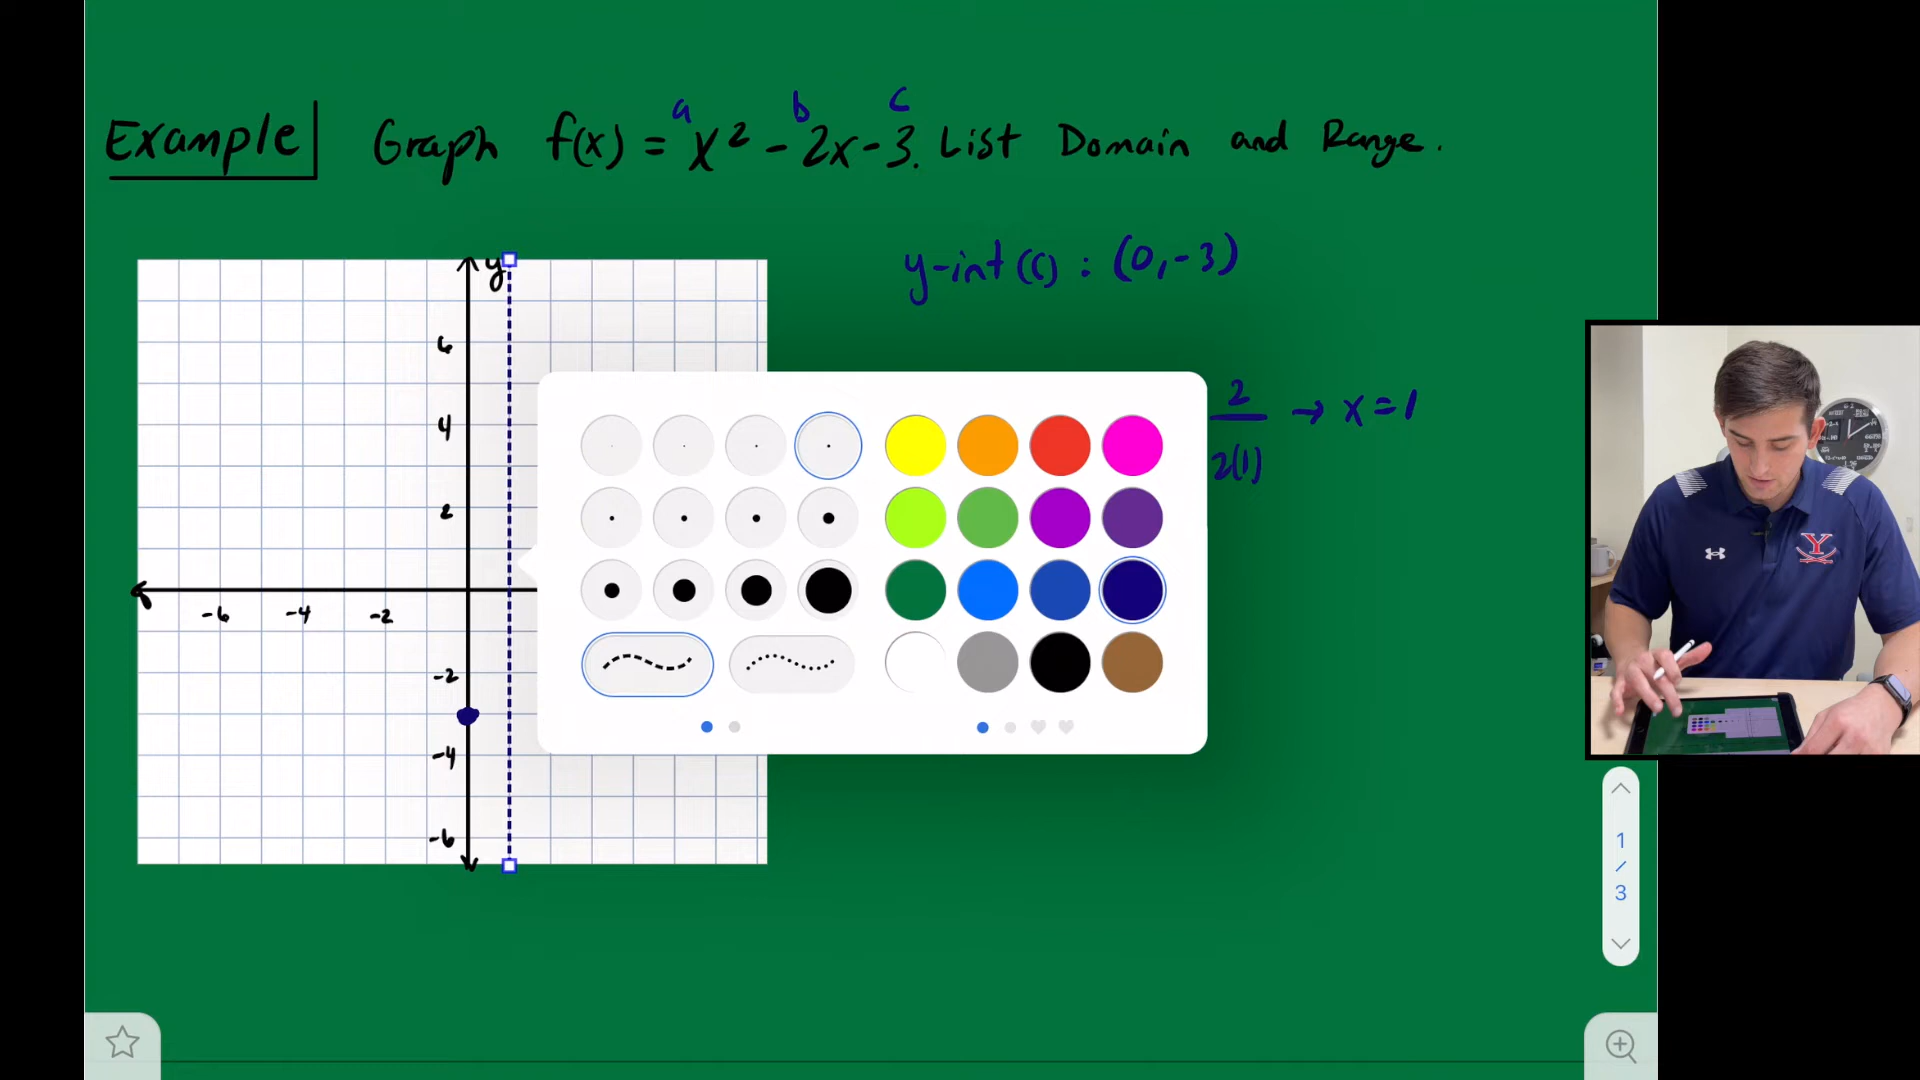 a b c
Example Graph f(x) = x² - 2x - 3. List Domain and Range.
y-int (c) : (0, -3)
y
6
4
2
-6 -4 -2
-2
-4
-6
2
2(1)
→ x = 1
Y
1
/
3